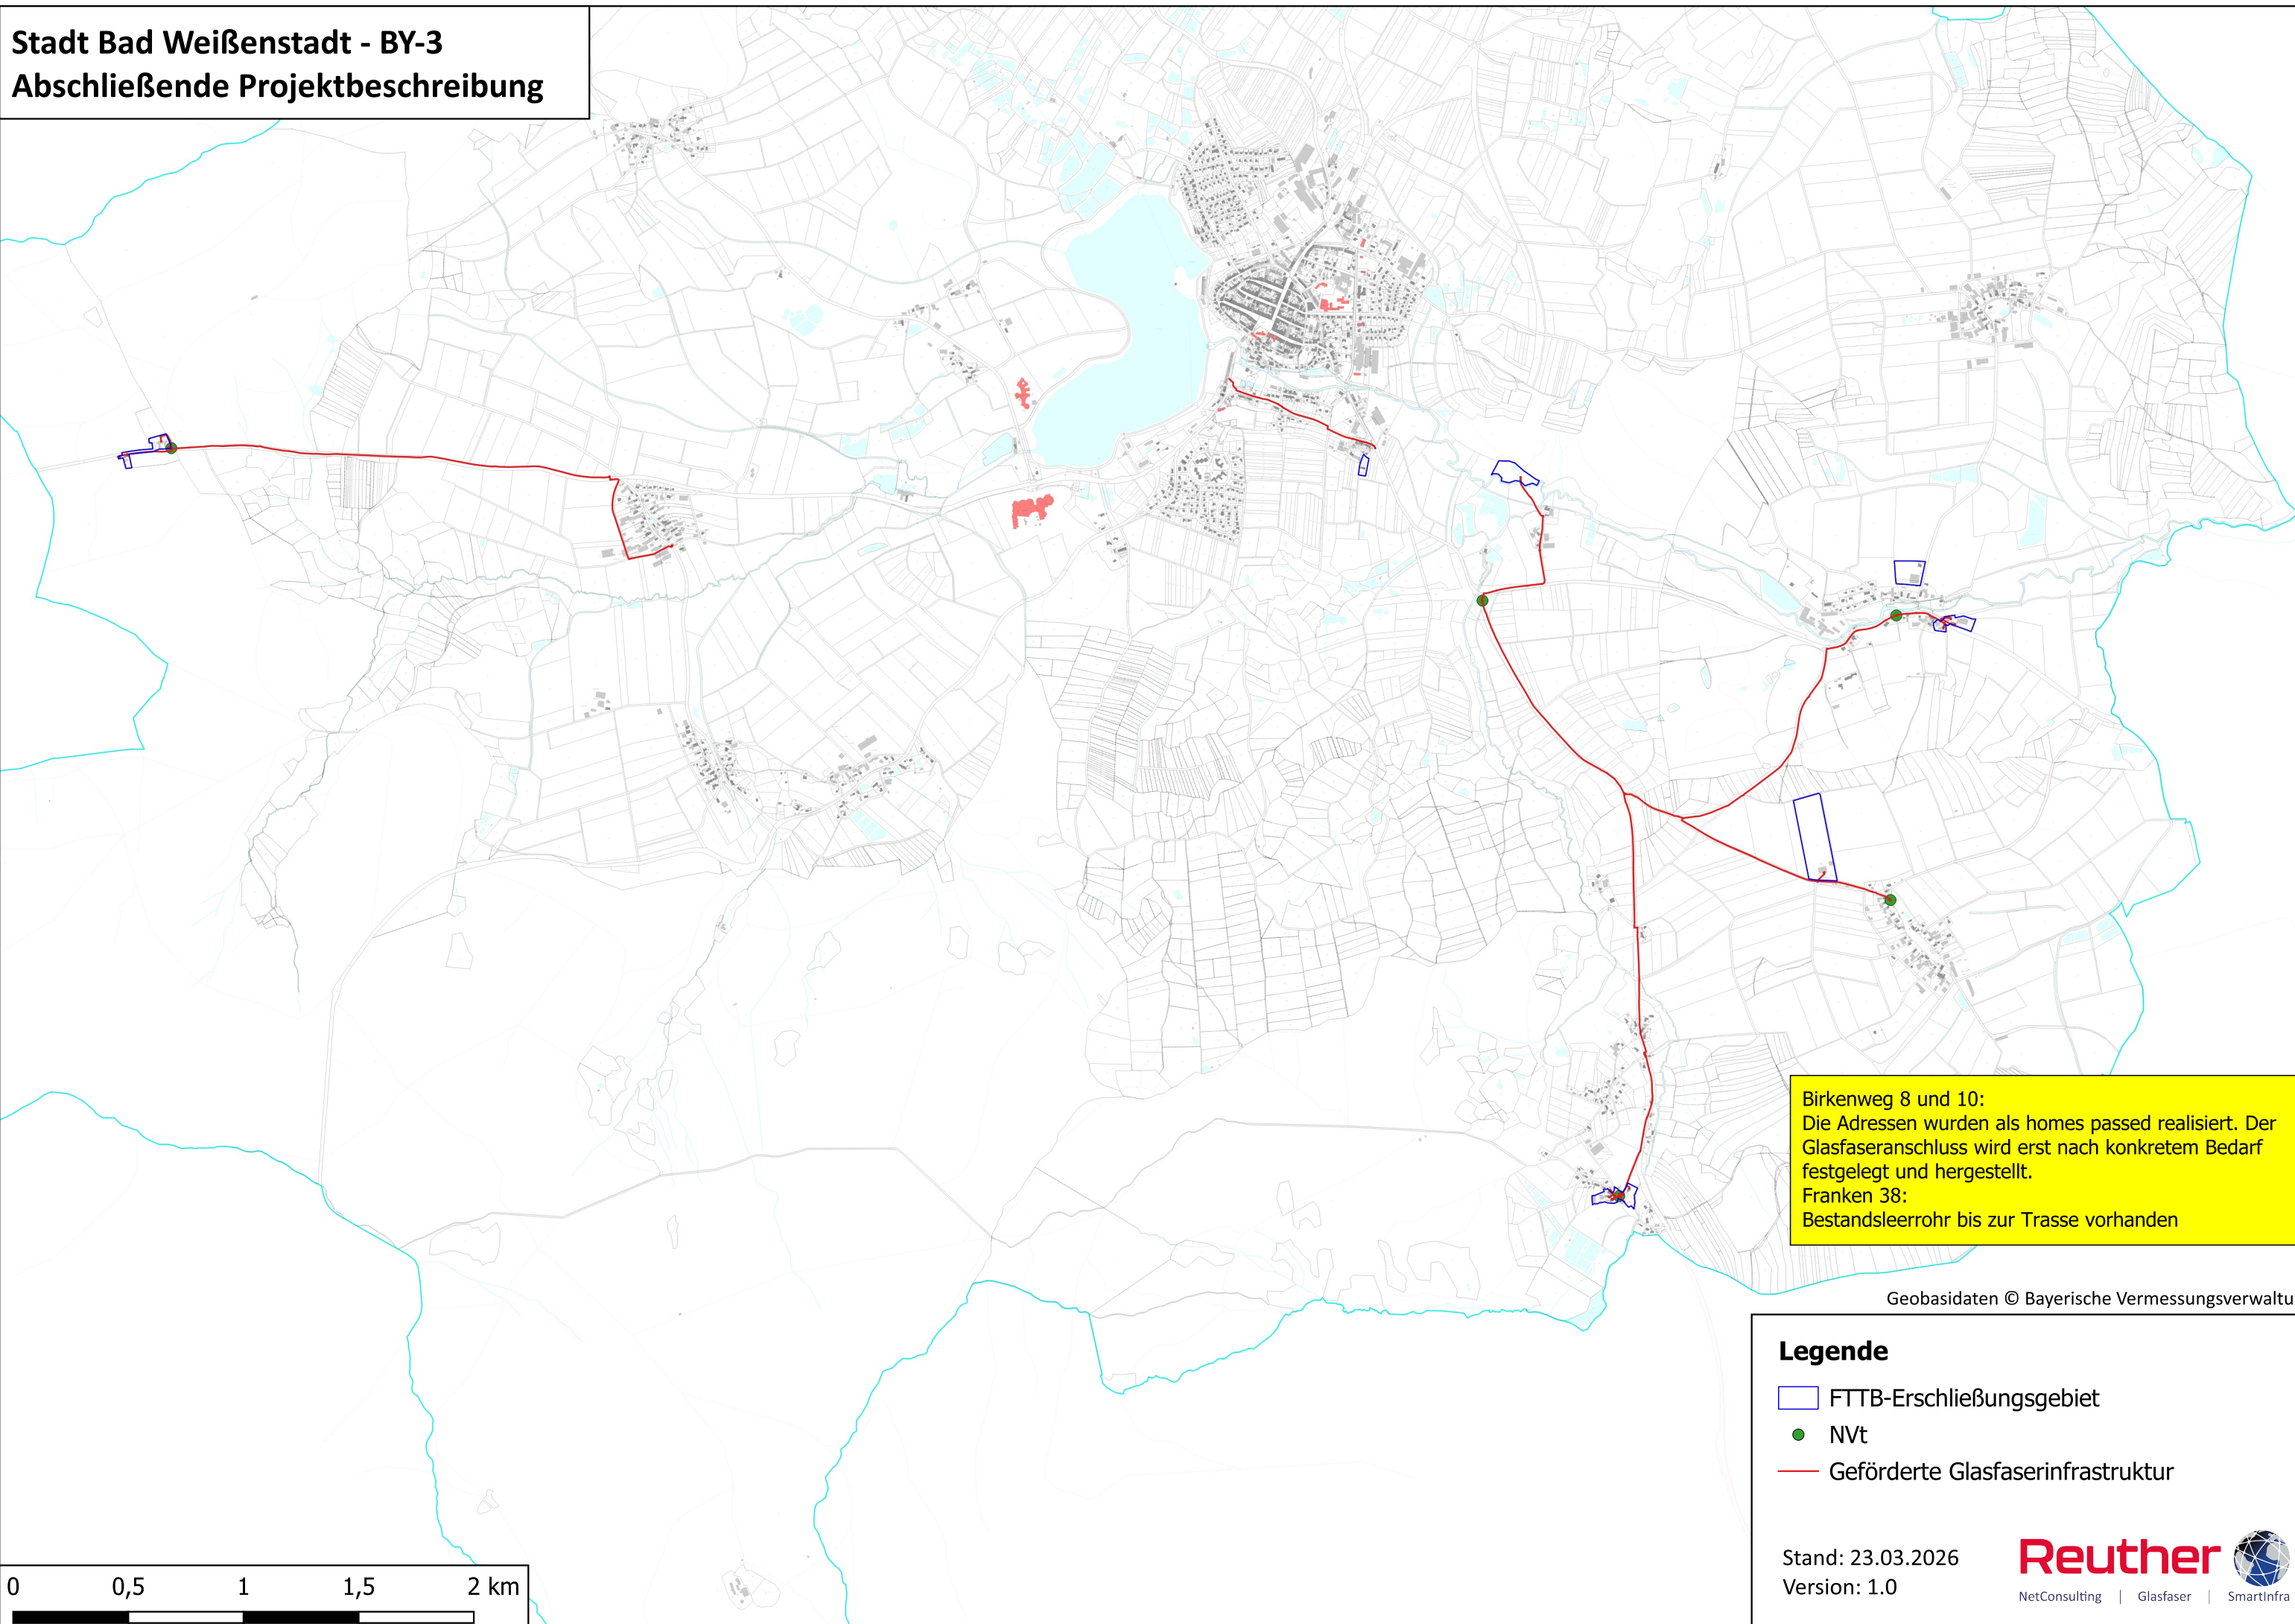 Stadt Bad Weißenstadt - BY-3
Abschließende Projektbeschreibung
Birkenweg 8 und 10:
Die Adressen wurden als homes passed realisiert. Der
Glasfaseranschluss wird erst nach konkretem Bedarf
festgelegt und hergestellt.
Franken 38:
Bestandsleerrohr bis zur Trasse vorhanden
Geobasidaten © Bayerische Vermessungsverwaltu
Legende
FTTB-Erschließungsgebiet
NVt
Geförderte Glasfaserinfrastruktur
Stand: 23.03.2026
Version: 1.0
Reuther
NetConsulting | Glasfaser | SmartInfra
0 0,5 1 1,5 2 km